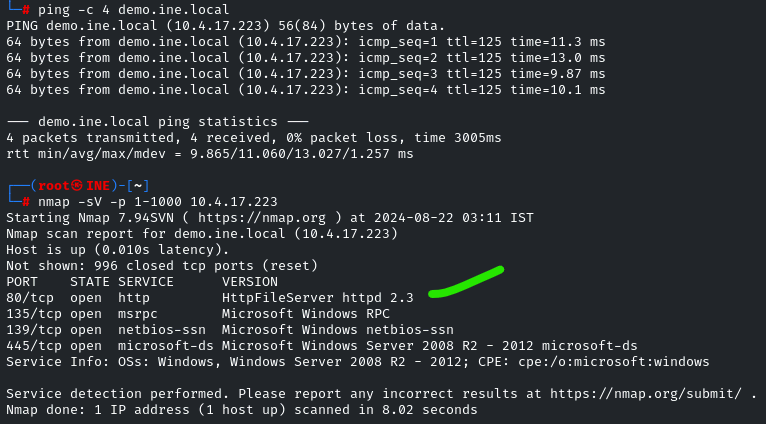 └─# ping -c 4 demo.ine.local
PING demo.ine.local (10.4.17.223) 56(84) bytes of data.
64 bytes from demo.ine.local (10.4.17.223): icmp_seq=1 ttl=125 time=11.3 ms
64 bytes from demo.ine.local (10.4.17.223): icmp_seq=2 ttl=125 time=13.0 ms
64 bytes from demo.ine.local (10.4.17.223): icmp_seq=3 ttl=125 time=9.87 ms
64 bytes from demo.ine.local (10.4.17.223): icmp_seq=4 ttl=125 time=10.1 ms
--- demo.ine.local ping statistics ---
4 packets transmitted, 4 received, 0% packet loss, time 3005ms
rtt min/avg/max/mdev = 9.865/11.060/13.027/1.257 ms
┌──(root㉿INE)-[~]
└─# nmap -sV -p 1-1000 10.4.17.223
Starting Nmap 7.94SVN ( https://nmap.org ) at 2024-08-22 03:11 IST
Nmap scan report for demo.ine.local (10.4.17.223)
Host is up (0.010s latency).
Not shown: 996 closed tcp ports (reset)
PORT    STATE SERVICE      VERSION
80/tcp  open  http         HttpFileServer httpd 2.3
135/tcp open  msrpc        Microsoft Windows RPC
139/tcp open  netbios-ssn  Microsoft Windows netbios-ssn
445/tcp open  microsoft-ds Microsoft Windows Server 2008 R2 - 2012 microsoft-ds
Service Info: OSs: Windows, Windows Server 2008 R2 - 2012; CPE: cpe:/o:microsoft:windows
Service detection performed. Please report any incorrect results at https://nmap.org/submit/ .
Nmap done: 1 IP address (1 host up) scanned in 8.02 seconds